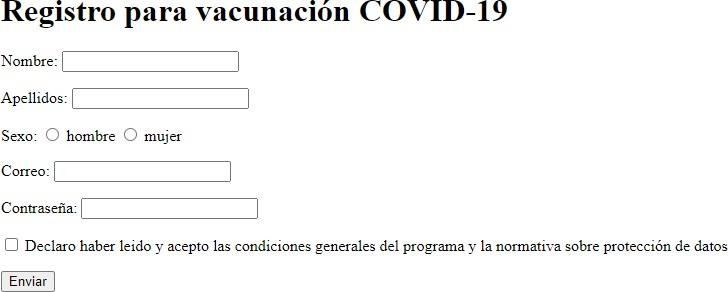 Registro para vacunación COVID-19
Nombre:
Apellidos:
Sexo: hombre mujer
Correo:
Contraseña:
Declaro haber leido y acepto las condiciones generales del programa y la normativa sobre protección de datos
Enviar